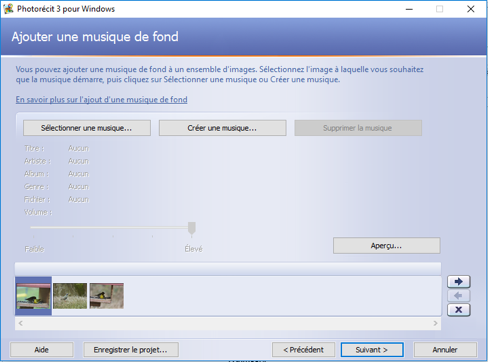 Photorécit 3 pour Windows
Ajouter une musique de fond
Vous pouvez ajouter une musique de fond à un ensemble d'images. Sélectionnez l'image à laquelle vous souhaitez
que la musique démarre, puis cliquez sur Sélectionner une musique ou Créer une musique.
En savoir plus sur l'ajout d'une musique de fond
Sélectionner une musique... Créer une musique... Supprimer la musique
Titre : Aucun
Artiste : Aucun
Album : Aucun
Genre : Aucun
Fichier : Aucun
Volume :
Faible Élevé
Aperçu...
Aide Enregistrer le projet... < Précédent Suivant > Annuler